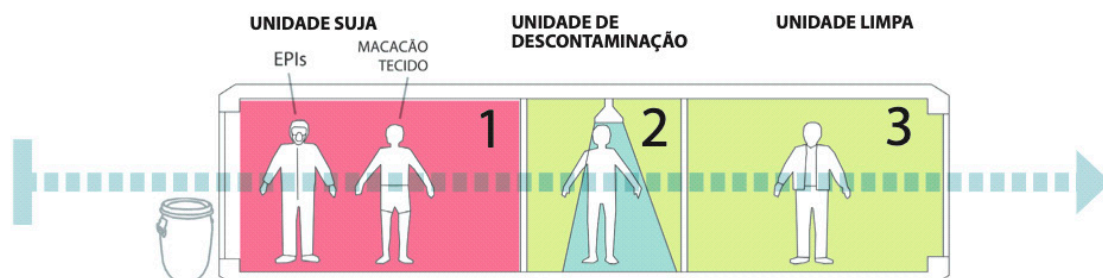 UNIDADE SUJA
EPIs
MACACÃO
TECIDO
UNIDADE DE
DESCONTAMINAÇÃO
UNIDADE LIMPA
1
2
3